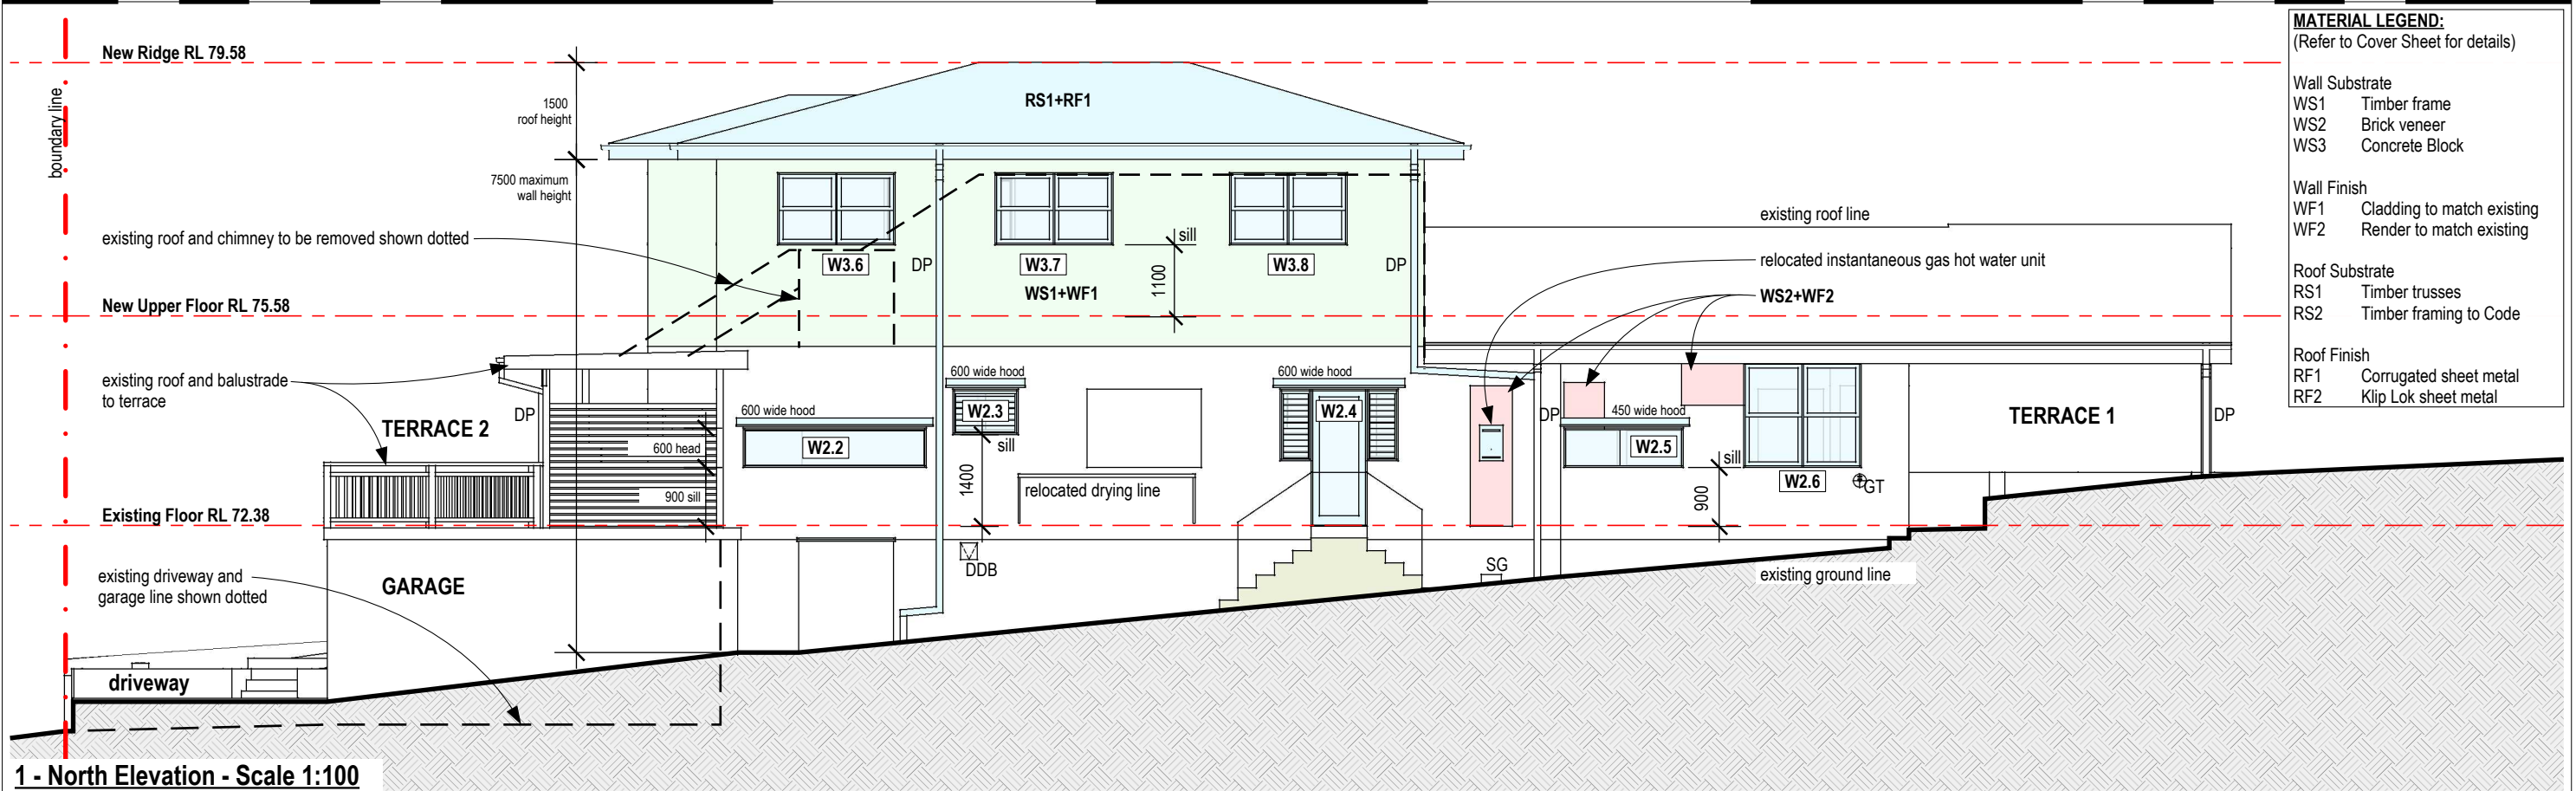 New Ridge RL 79.58
boundary line
1500
roof height
RS1+RF1
7500 maximum
wall height
existing roof and chimney to be removed shown dotted
W3.6
DP
W3.7
sill
W3.8
DP
WS1+WF1
1100
existing roof line
relocated instantaneous gas hot water unit
WS2+WF2
New Upper Floor RL 75.58
existing roof and balustrade
to terrace
TERRACE 2
DP
600 wide hood
600 head
900 sill
W2.2
600 wide hood
W2.3
sill
1400
relocated drying line
600 wide hood
W2.4
DP
450 wide hood
W2.5
sill
900
W2.6
GT
TERRACE 1
DP
Existing Floor RL 72.38
existing driveway and
garage line shown dotted
GARAGE
DDB
SG
existing ground line
driveway
1 - North Elevation - Scale 1:100
MATERIAL LEGEND:
(Refer to Cover Sheet for details)
Wall Substrate
WS1 Timber frame
WS2 Brick veneer
WS3 Concrete Block
Wall Finish
WF1 Cladding to match existing
WF2 Render to match existing
Roof Substrate
RS1 Timber trusses
RS2 Timber framing to Code
Roof Finish
RF1 Corrugated sheet metal
RF2 Klip Lok sheet metal